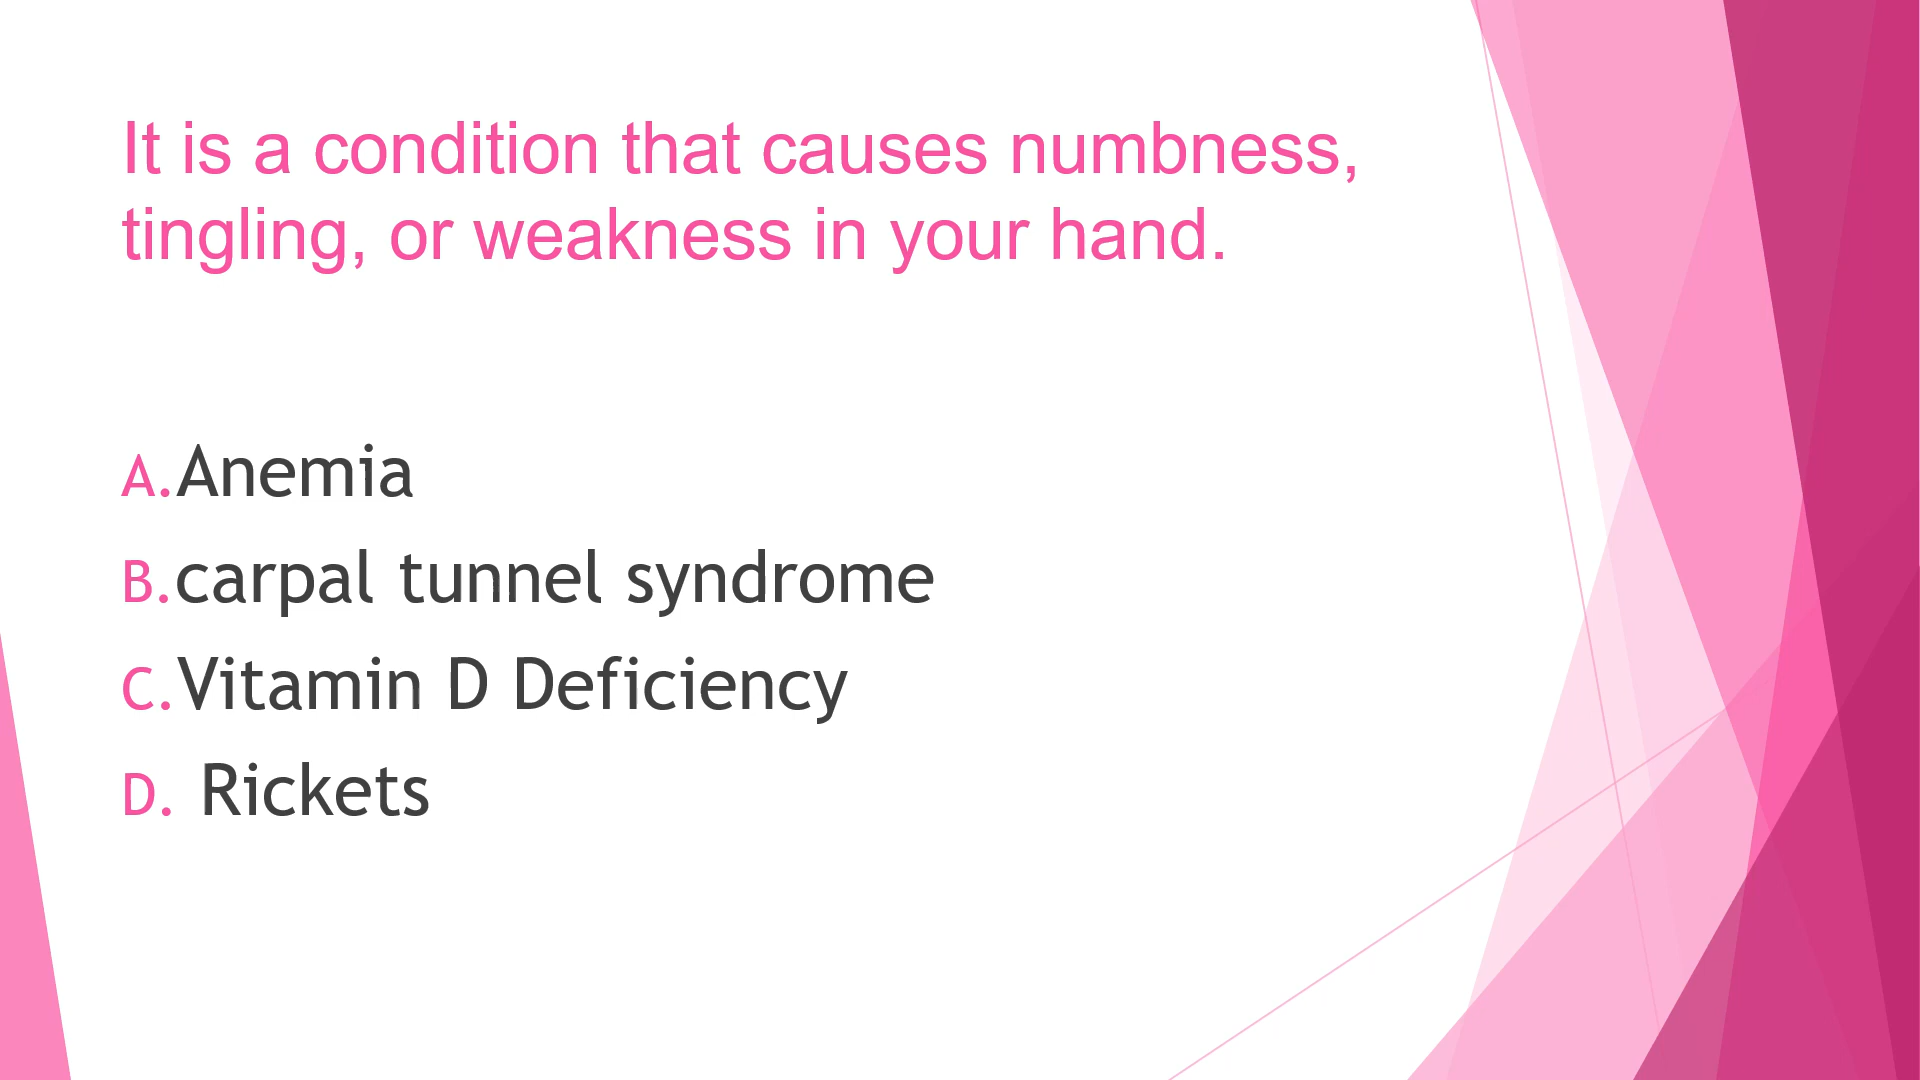 It is a condition that causes numbness,
tingling, or weakness in your hand.
A.Anemia
B.carpal tunnel syndrome
C.Vitamin D Deficiency
D. Rickets